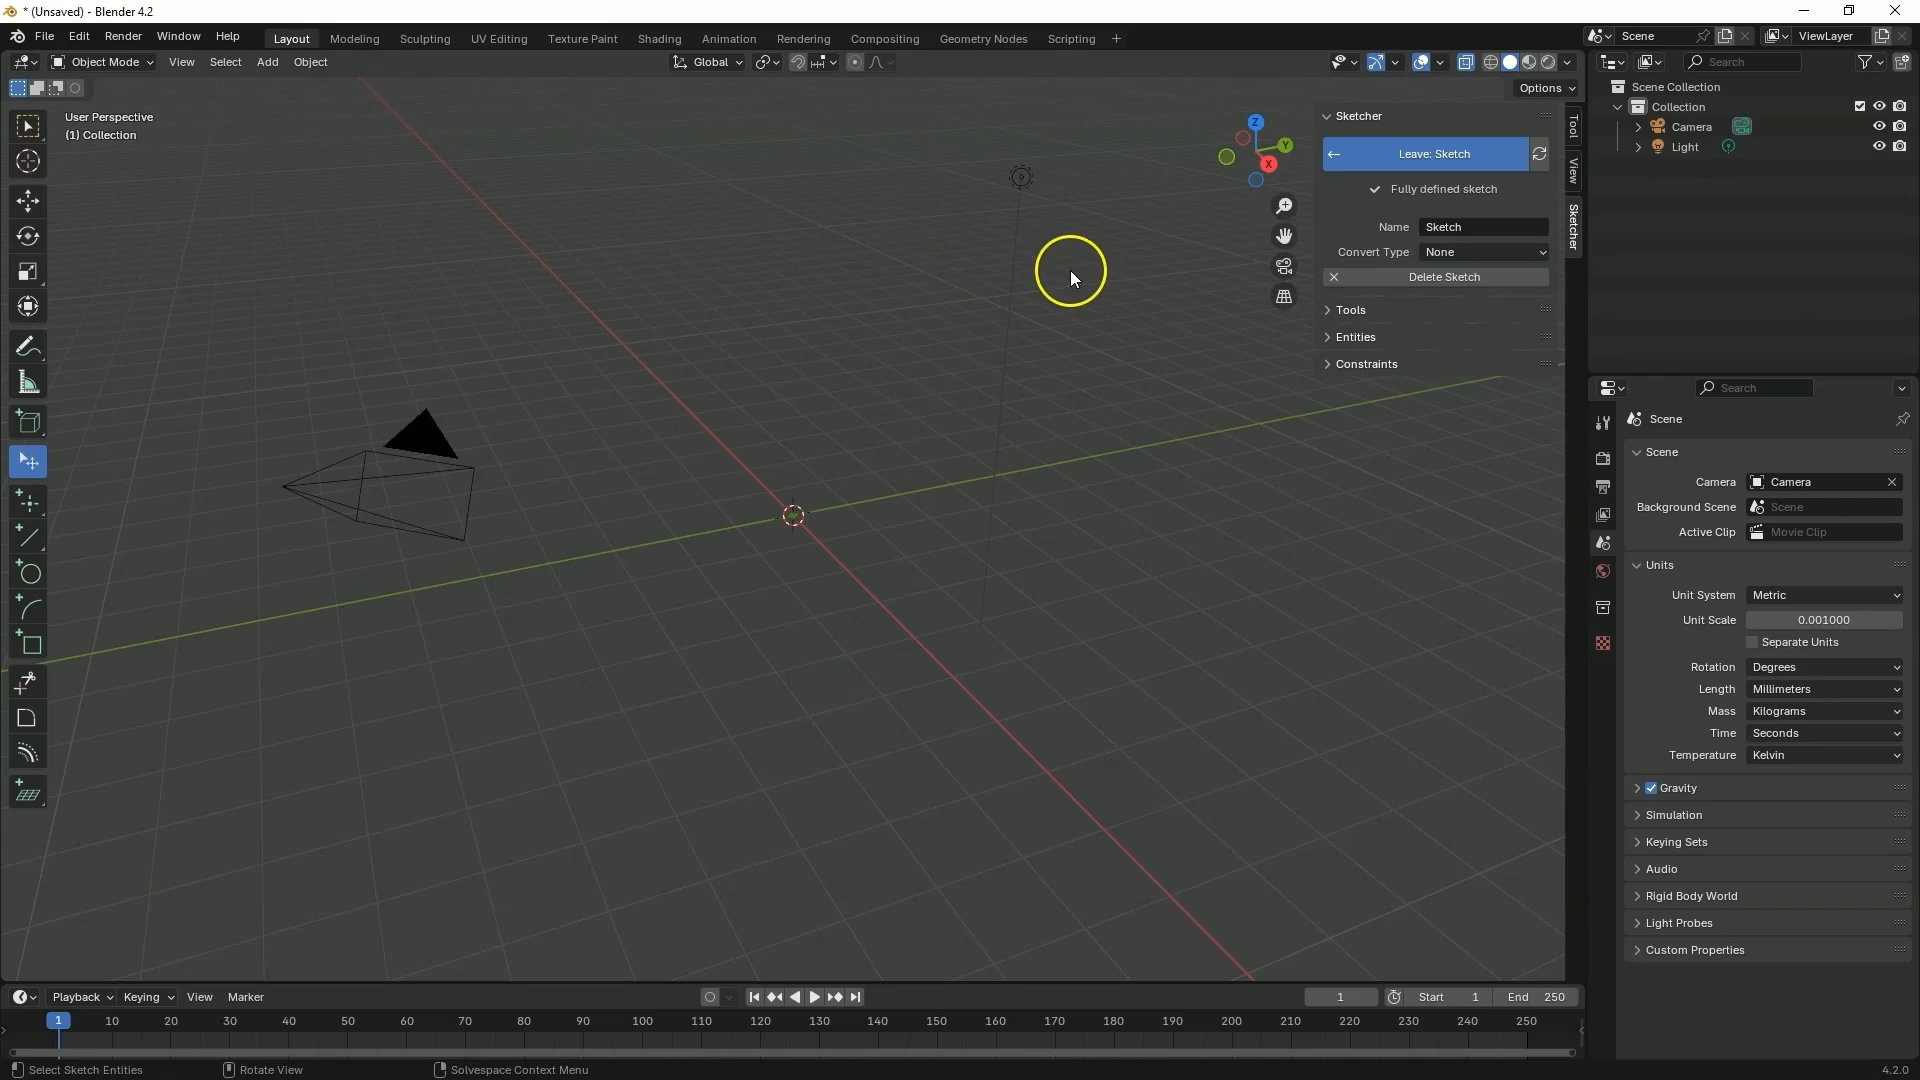 * (Unsaved) - Blender 4.2
File Edit Render Window Help Layout Modeling Sculpting UV Editing Texture Paint Shading Animation Rendering Compositing Geometry Nodes Scripting + Scene ViewLayer
Object Mode View Select Add Object Global Search
Options
User Perspective
(1) Collection
Z
Y
X
Sketcher
Leave: Sketch
Fully defined sketch
Name Sketch
Convert Type None
Delete Sketch
Tools
Entities
Constraints
Tool
View
Sketcher
Scene Collection
Collection
Camera
Light
Search
Scene
Scene
Camera Camera
Background Scene Scene
Active Clip Movie Clip
Units
Unit System Metric
Unit Scale 0.001000
Separate Units
Rotation Degrees
Length Millimeters
Mass Kilograms
Time Seconds
Temperature Kelvin
Gravity
Simulation
Keying Sets
Audio
Rigid Body World
Light Probes
Custom Properties
Playback Keying View Marker 1 Start 1 End 250
1 10 20 30 40 50 60 70 80 90 100 110 120 130 140 150 160 170 180 190 200 210 220 230 240 250
Select Sketch Entities Rotate View Solvespace Context Menu 4.2.0